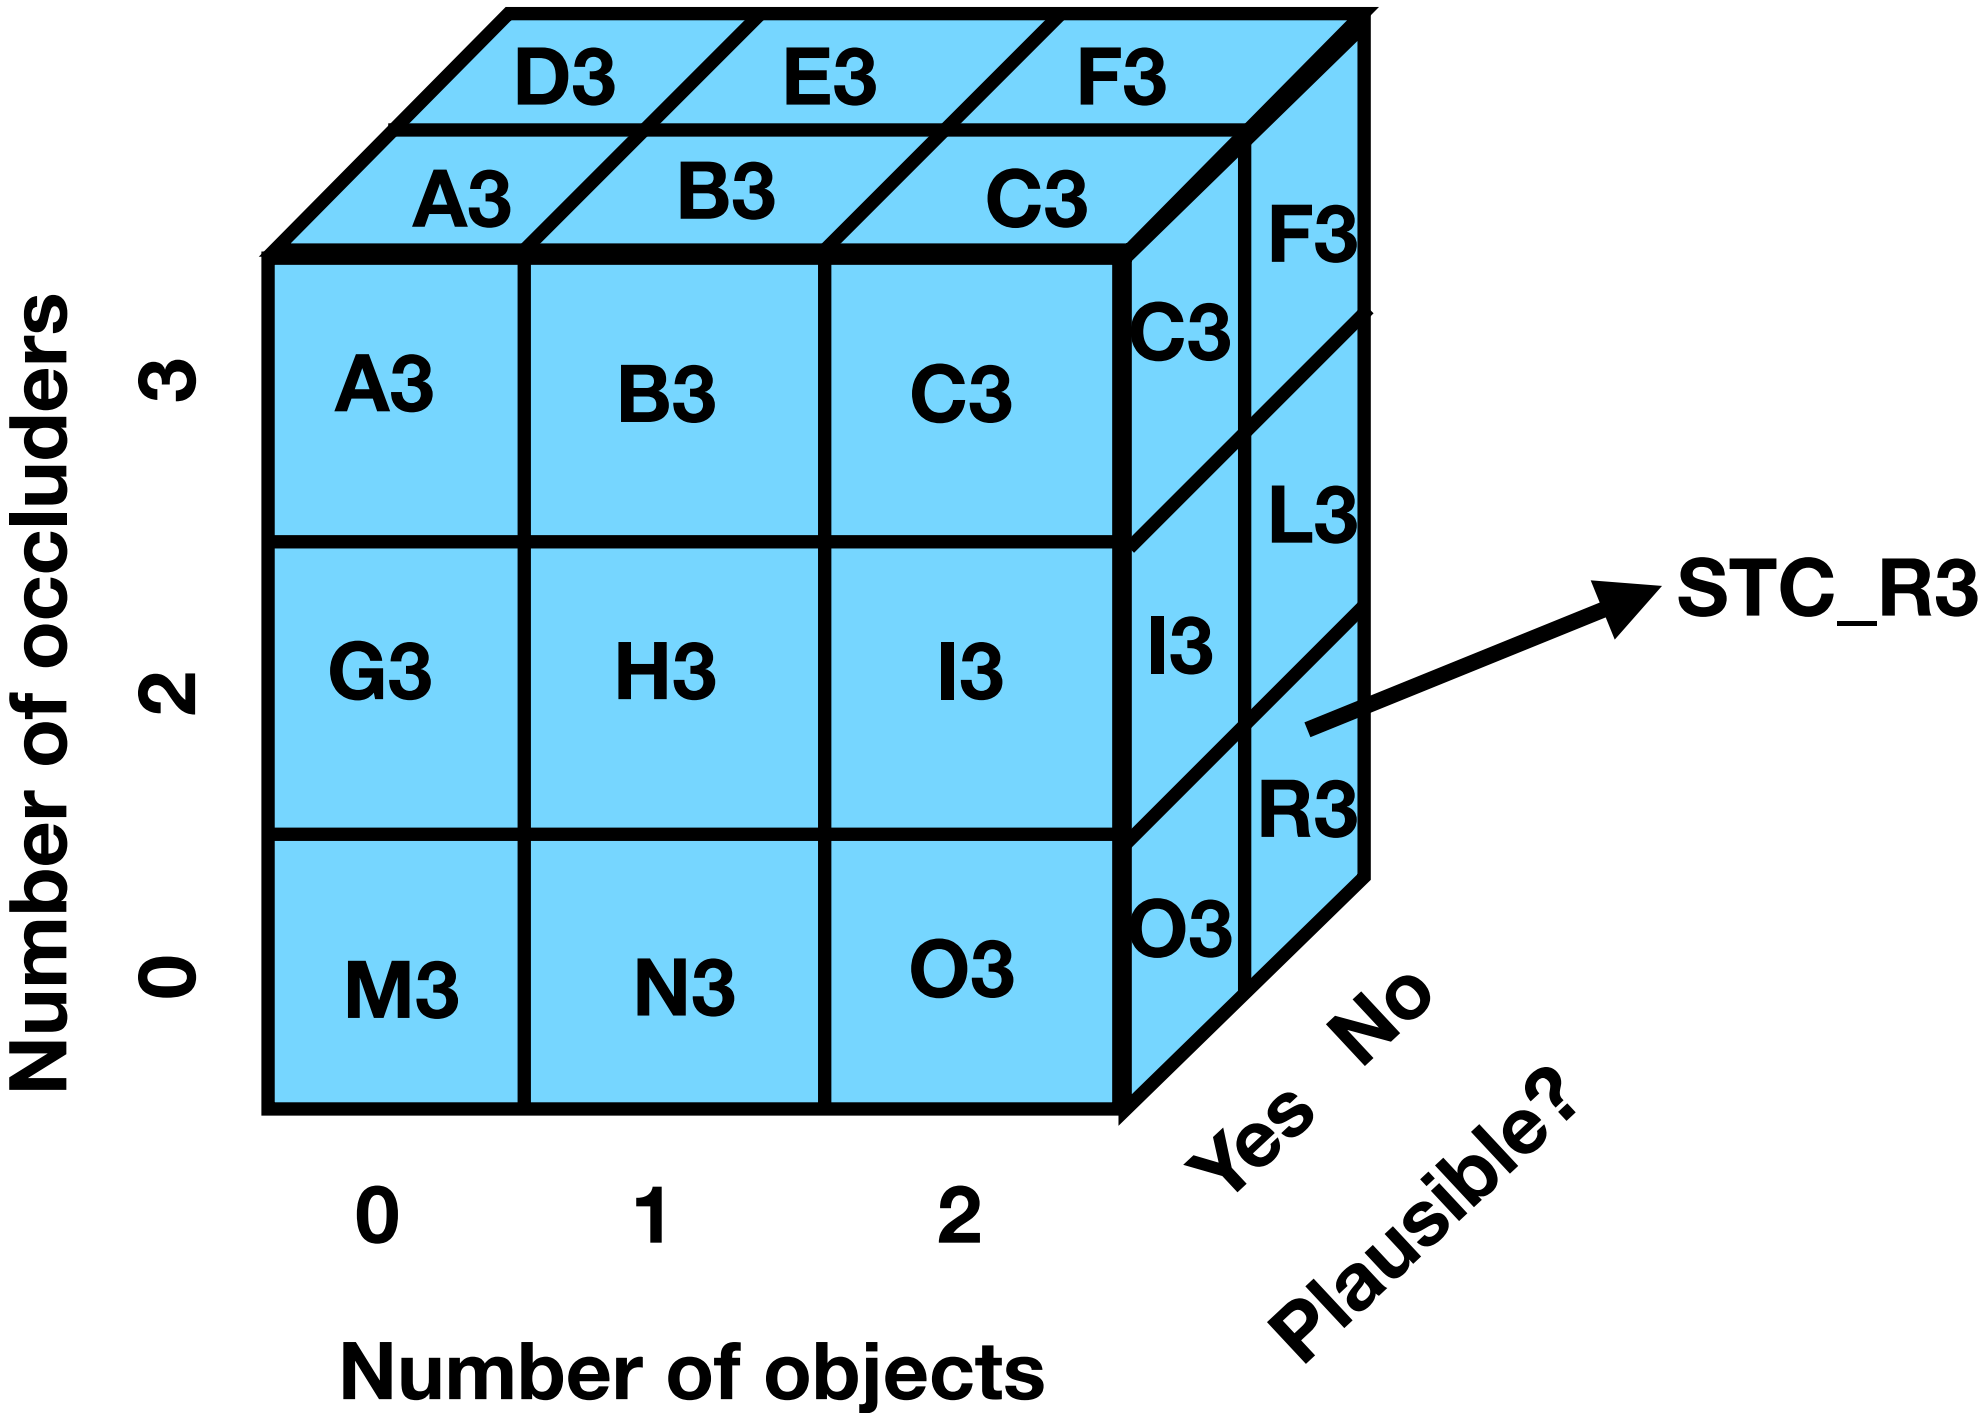 D3 E3 F3
A3 B3 C3
F3
C3
A3 B3 C3
L3
STC_R3
I3
G3 H3 I3
R3
O3
M3 N3 O3
Number of occluders
3
2
0
0 1 2
Number of objects
Yes No
Plausible?